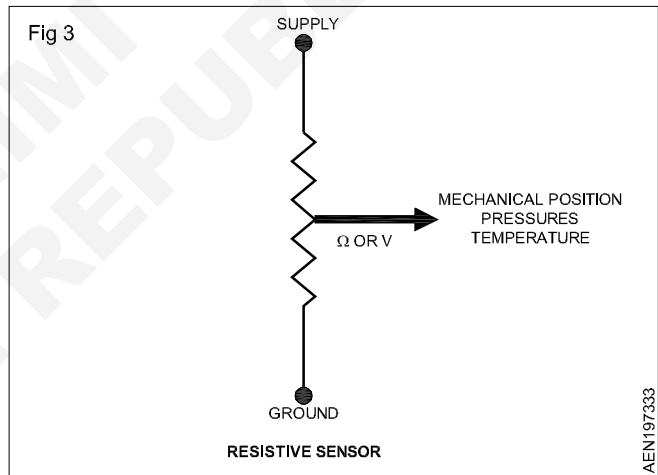 Fig 3
SUPPLY
MECHANICAL POSITION
PRESSURES
TEMPERATURE
Ω OR V
GROUND
RESISTIVE SENSOR
AEN197333